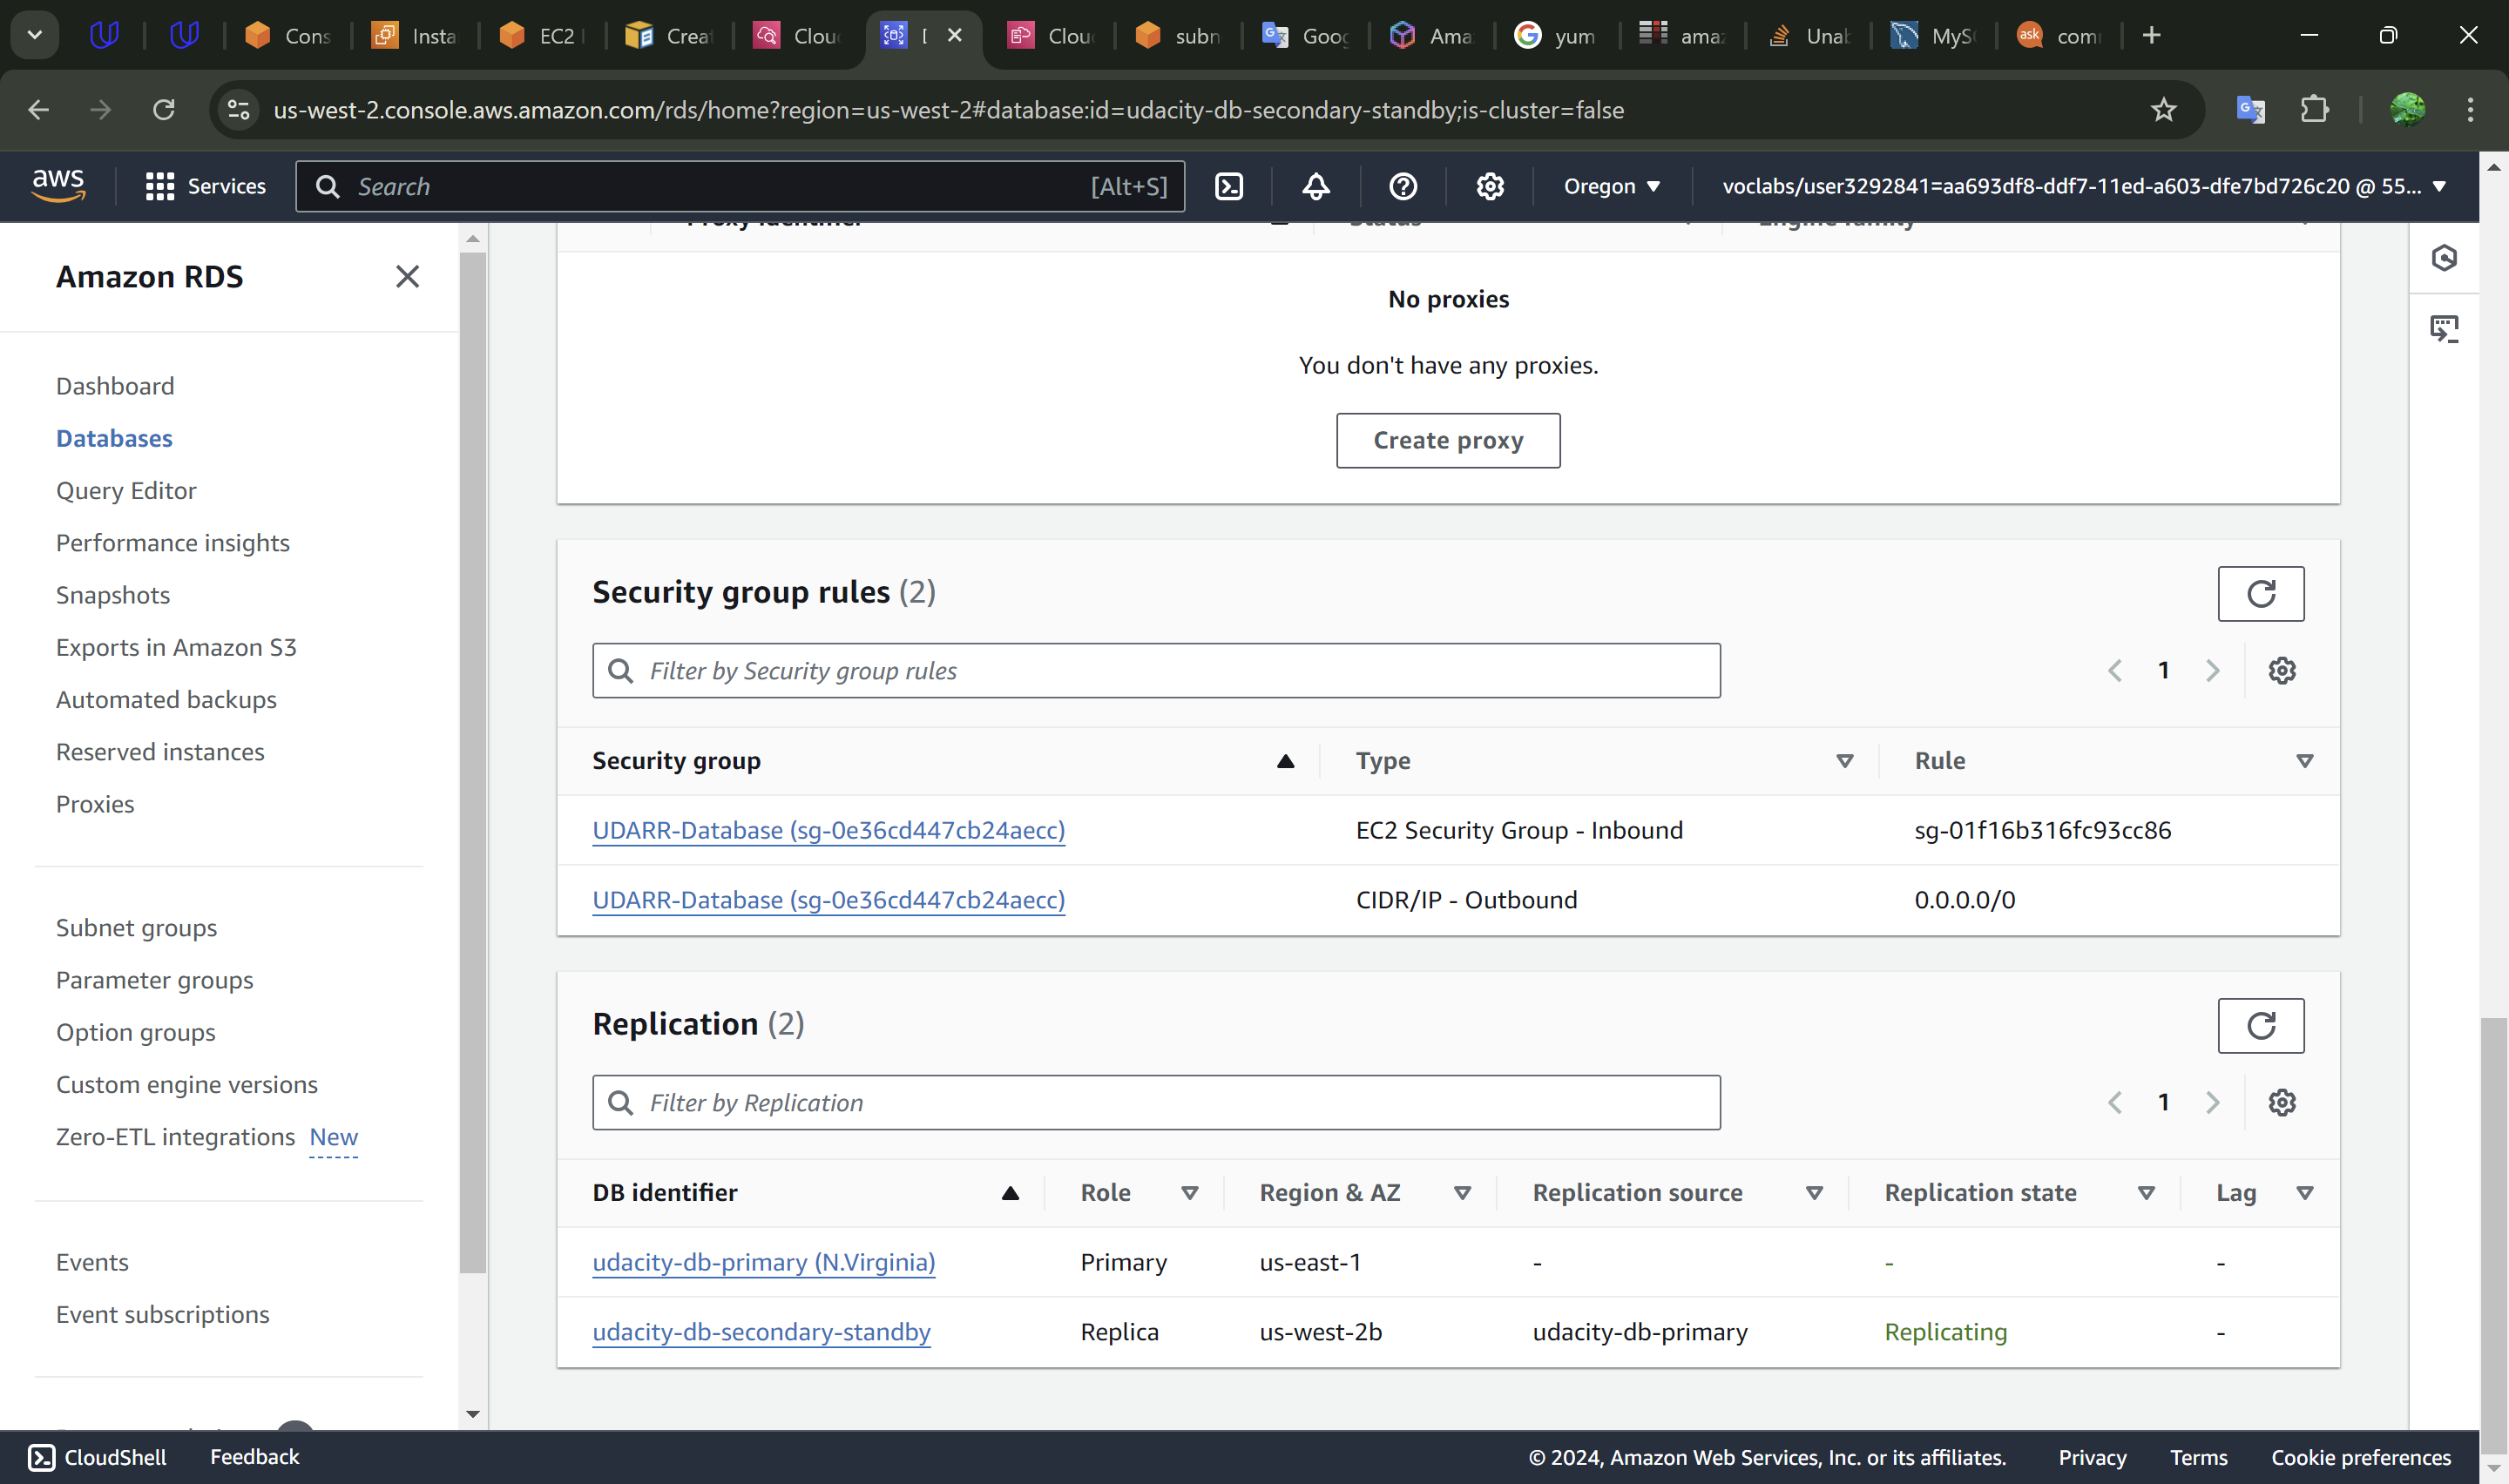 Cons
Insta
EC2
Crea
Clou
Clou
subn
Goog
Ama
yum
amaz
Unab
MyS
ask
com
us-west-2.console.aws.amazon.com/rds/home?region=us-west-2#database:id=udacity-db-secondary-standby;is-cluster=false
aws
Services
Search
[Alt+S]
Oregon
voclabs/user3292841=aa693df8-ddf7-11ed-a603-dfe7bd726c20 @ 55...
Amazon RDS
Dashboard
Databases
Query Editor
Performance insights
Snapshots
Exports in Amazon S3
Automated backups
Reserved instances
Proxies
Subnet groups
Parameter groups
Option groups
Custom engine versions
Zero-ETL integrations New
Events
Event subscriptions
Proxy identifier Status Engine family
No proxies
You don't have any proxies.
Create proxy
Security group rules (2)
Filter by Security group rules
1
Security group Type Rule
UDARR-Database (sg-0e36cd447cb24aecc) EC2 Security Group - Inbound sg-01f16b316fc93cc86
UDARR-Database (sg-0e36cd447cb24aecc) CIDR/IP - Outbound 0.0.0.0/0
Replication (2)
Filter by Replication
1
DB identifier Role Region & AZ Replication source Replication state Lag
udacity-db-primary (N.Virginia) Primary us-east-1 - - -
udacity-db-secondary-standby Replica us-west-2b udacity-db-primary Replicating -
CloudShell Feedback © 2024, Amazon Web Services, Inc. or its affiliates. Privacy Terms Cookie preferences